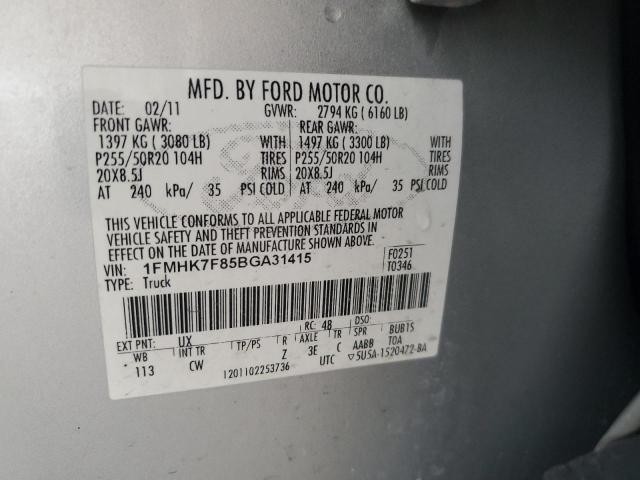 MFD. BY FORD MOTOR CO.
DATE: 02/11 GVWR: 2794 KG ( 6160 LB)
FRONT GAWR: REAR GAWR:
1397 KG ( 3080 LB) WITH 1497 KG ( 3300 LB) WITH
P255/50R20 104H TIRES P255/50R20 104H TIRES
20X8.5J RIMS 20X8.5J RIMS
AT 240 kPa/ 35 PSI COLD AT 240 kPa/ 35 PSI COLD
THIS VEHICLE CONFORMS TO ALL APPLICABLE FEDERAL MOTOR
VEHICLE SAFETY AND THEFT PREVENTION STANDARDS IN
EFFECT ON THE DATE OF MANUFACTURE SHOWN ABOVE.
VIN: 1FMHK7F85BGA31415 F0251
TYPE: Truck T0346
EXT PNT: UX RC: 48 DSO:
WB INT TR TP/PS R AXLE TR SPR BUB1S
113 CW Z 3E C AABB T0A
1201102253736 UTC ▽5U5A-1520472-BA
Ford